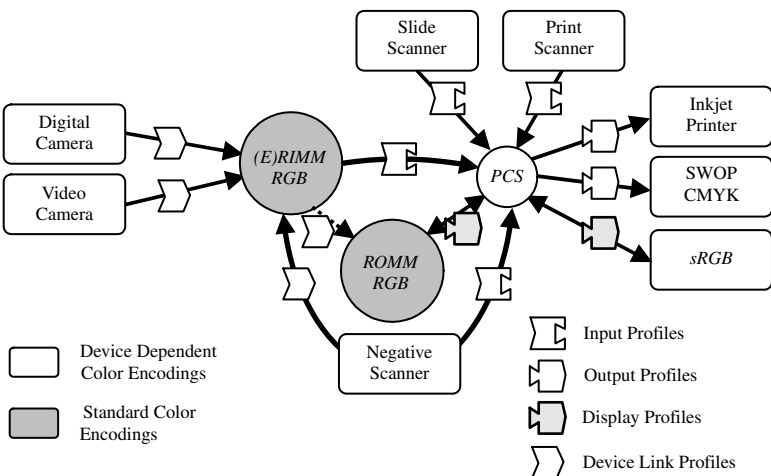 Slide
Scanner
Print
Scanner
Digital
Camera
Video
Camera
(E)RIMM
RGB
PCS
Inkjet
Printer
SWOP
CMYK
sRGB
ROMM
RGB
Negative
Scanner
Device Dependent
Color Encodings
Standard Color
Encodings
Input Profiles
Output Profiles
Display Profiles
Device Link Profiles